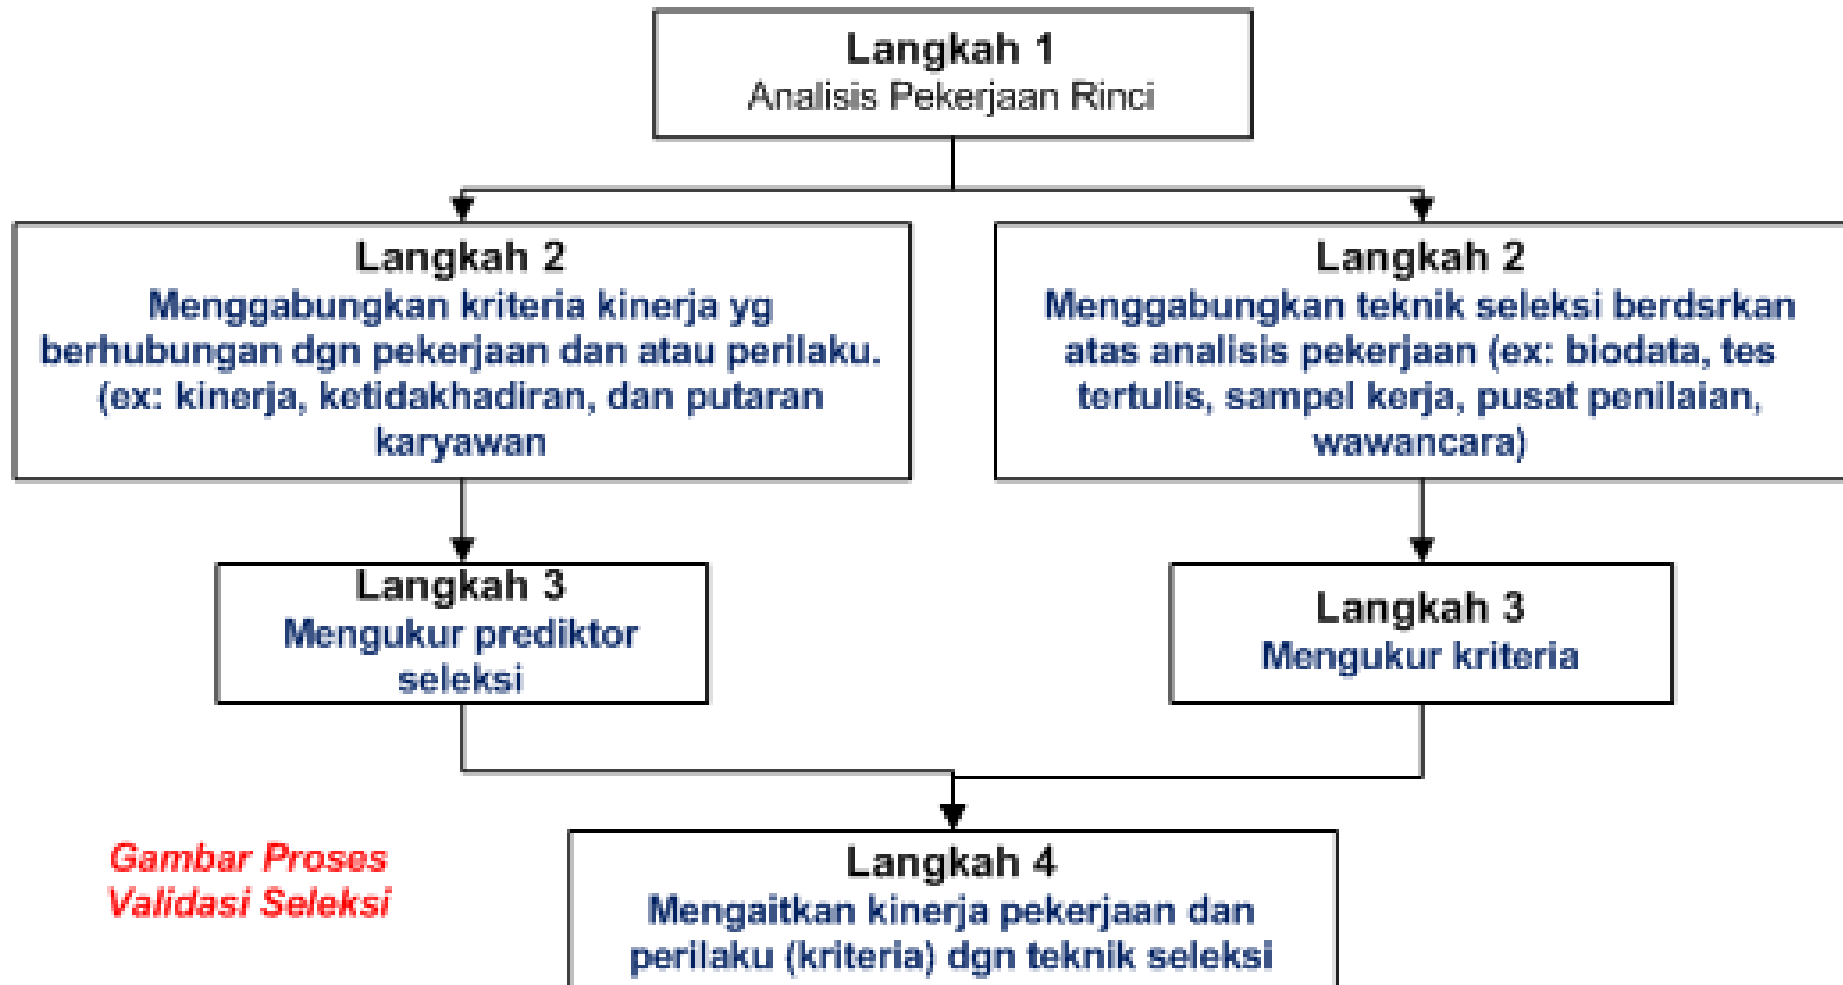 Langkah 1
Analisis Pekerjaan Rinci
Langkah 2
Menggabungkan kriteria kinerja yg
berhubungan dgn pekerjaan dan atau perilaku.
(ex: kinerja, ketidakhadiran, dan putaran
karyawan
Langkah 2
Menggabungkan teknik seleksi berdsrkan
atas analisis pekerjaan (ex: biodata, tes
tertulis, sampel kerja, pusat penilaian,
wawancara)
Langkah 3
Mengukur prediktor
seleksi
Langkah 3
Mengukur kriteria
Gambar Proses
Validasi Seleksi
Langkah 4
Mengaitkan kinerja pekerjaan dan
perilaku (kriteria) dgn teknik seleksi